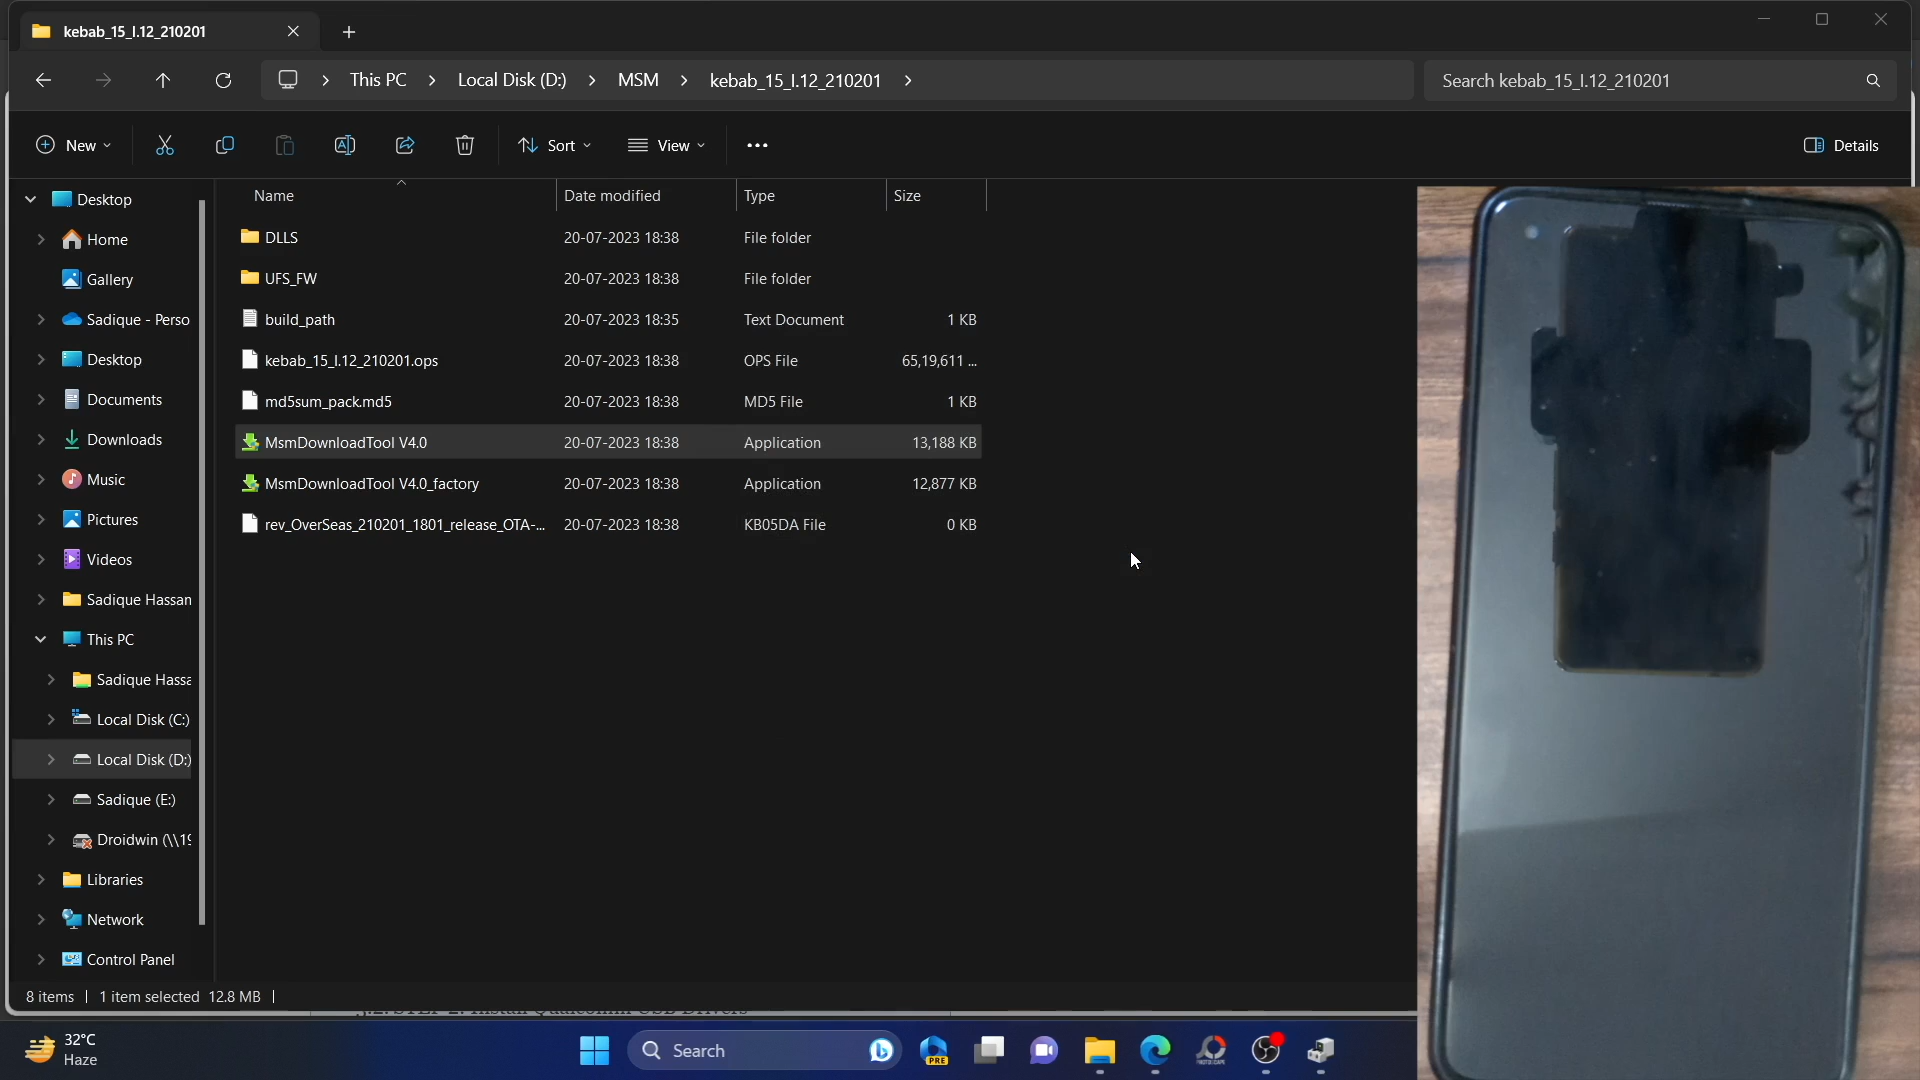 kebab_15_I.12_210201
This PC
Local Disk (D:)
MSM
kebab_15_I.12_210201
Search kebab_15_I.12_210201
New
Sort
View
Details
Name
Date modified
Type
Size
DLLS 20-07-2023 18:38 File folder
UFS_FW 20-07-2023 18:38 File folder
build_path 20-07-2023 18:35 Text Document 1 KB
kebab_15_I.12_210201.ops 20-07-2023 18:38 OPS File 65,19,611 ...
md5sum_pack.md5 20-07-2023 18:38 MD5 File 1 KB
MsmDownloadTool V4.0 20-07-2023 18:38 Application 13,188 KB
MsmDownloadTool V4.0_factory 20-07-2023 18:38 Application 12,877 KB
rev_OverSeas_210201_1801_release_OTA-... 20-07-2023 18:38 KB05DA File 0 KB
Desktop
Home
Gallery
Sadique - Perso
Desktop
Documents
Downloads
Music
Pictures
Videos
Sadique Hassan
This PC
Sadique Hassa
Local Disk (C:)
Local Disk (D:)
Sadique (E:)
Droidwin (\\19
Libraries
Network
Control Panel
8 items
1 item selected 12.8 MB
32°C
Haze
Search
PRE